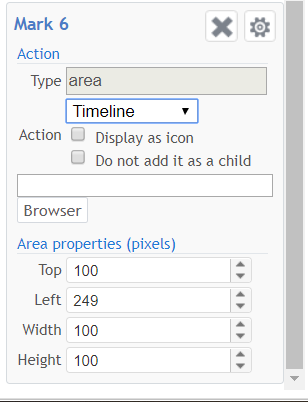 Mark 6
Action
Type area
Timeline
Action Display as icon
Do not add it as a child
Browser
Area properties (pixels)
Top 100
Left 249
Width 100
Height 100